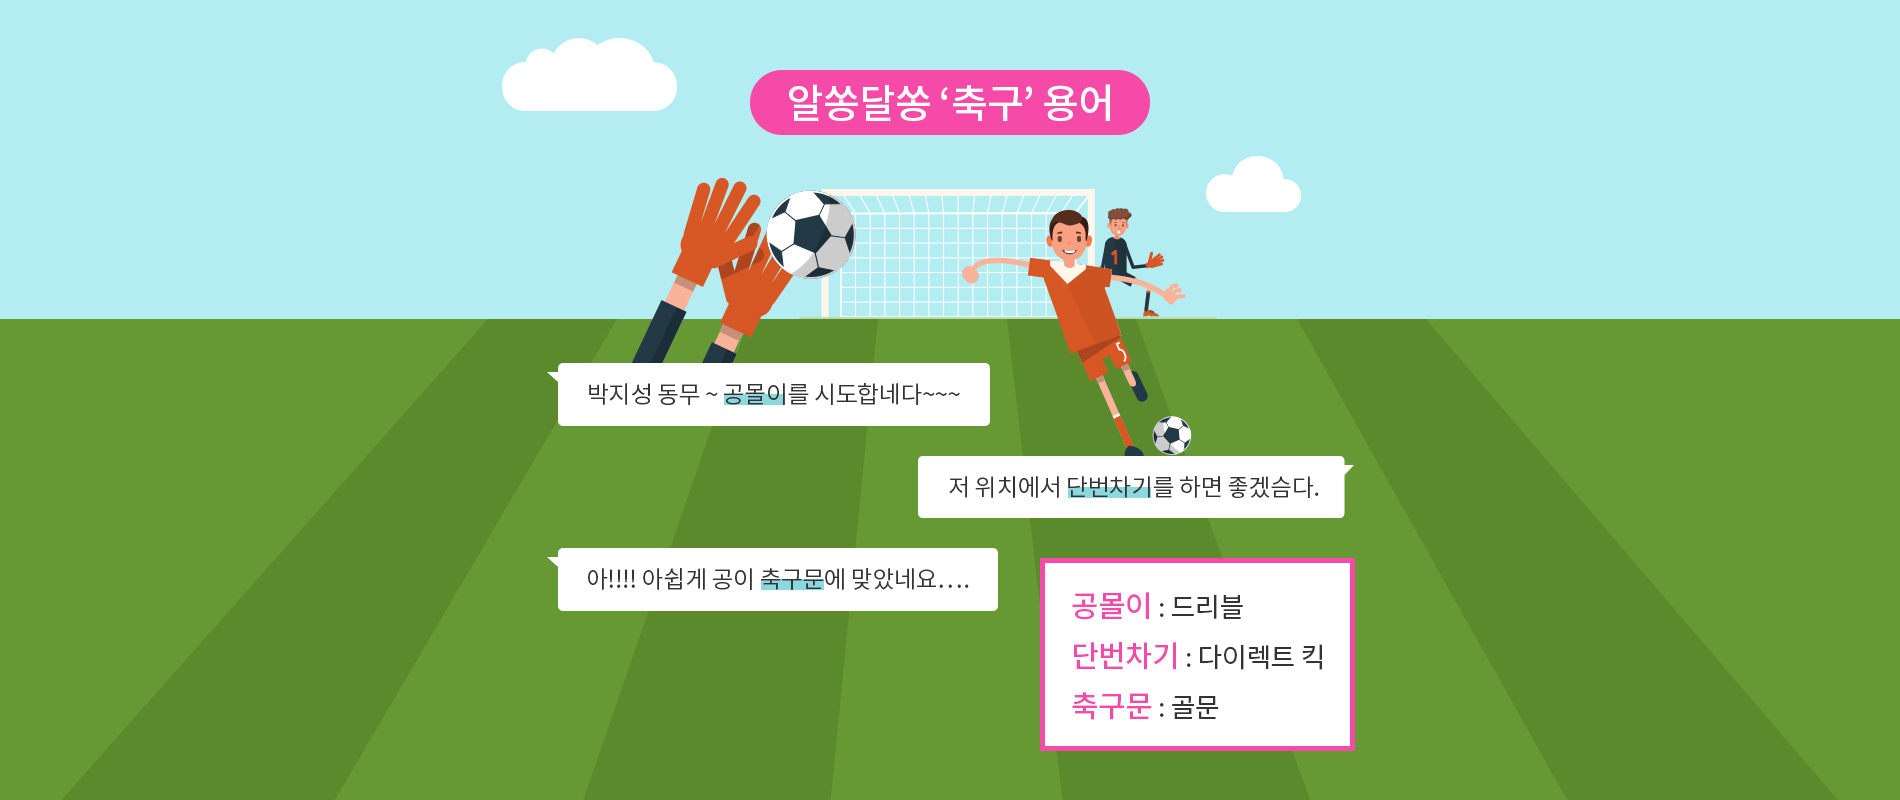 알쏭달쏭 ‘축구’ 용어
박지성 동무 ~ 공몰이를 시도합네다~~~
저 위치에서 단번차기를 하면 좋겠슴다.
아!!!! 아쉽게 공이 축구문에 맞았네요....
공몰이 : 드리블
단번차기 : 다이렉트 킥
축구문 : 골문